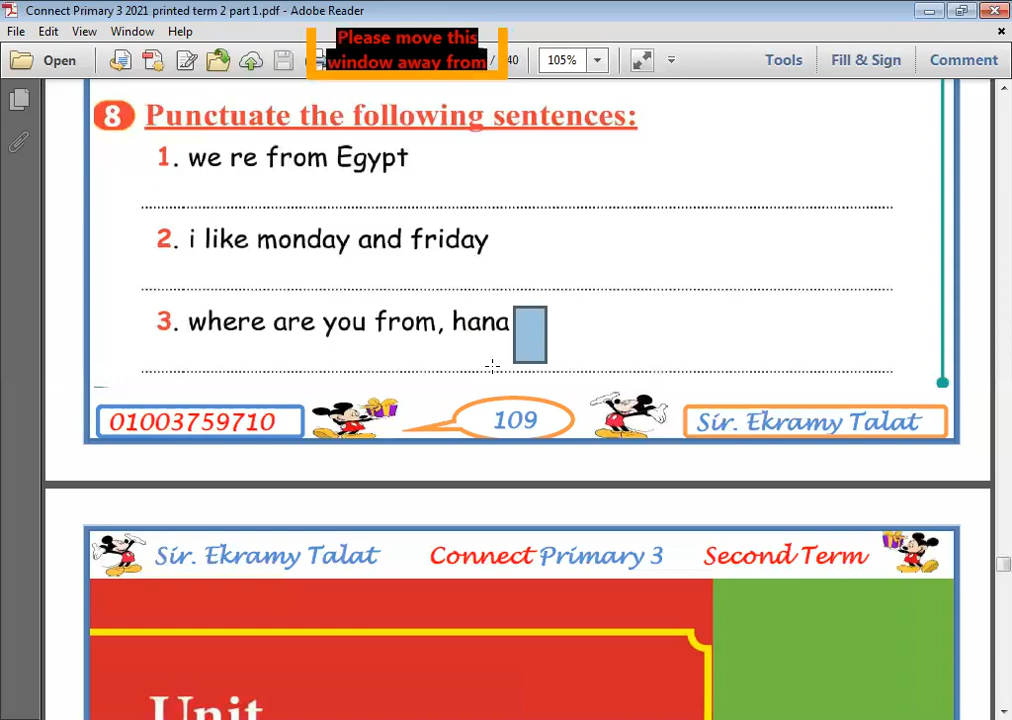 Connect Primary 3 2021 printed term 2 part 1.pdf - Adobe Reader
File Edit View Window Help
Please move this
window away from
Open / 40 105% Tools Fill & Sign Comment
8 Punctuate the following sentences:
1. we re from Egypt
2. i like monday and friday
3. where are you from, hana
01003759710 109 Sir. Ekramy Talat
Sir. Ekramy Talat Connect Primary 3 Second Term
Unit